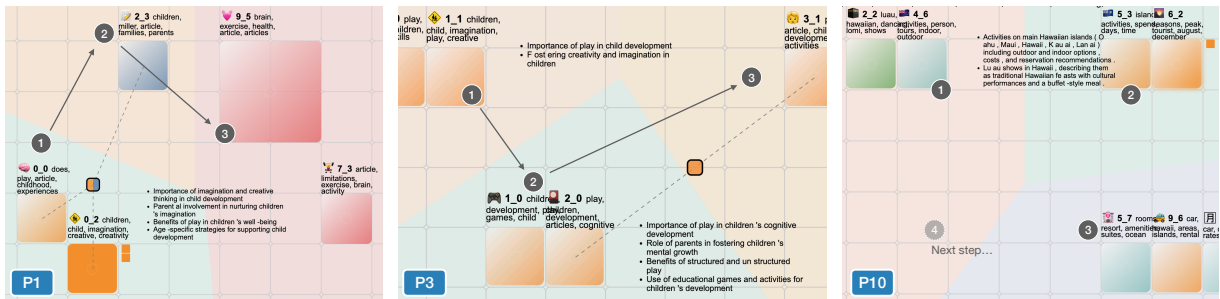 2_3 children,
miller, article,
families, parents
9_5 brain,
exercise, health,
article, articles
2
1
3
0_0 does,
play, article,
childhood,
experiences
7_3 article,
limitations,
exercise, brain,
activity
0_2 children,
child, imagination,
creative, creativity
• Importance of imagination and creative
thinking in child development
• Parent al involvement in nurturing children
's imagination
• Benefits of play in children 's well -being
• Age -specific strategies for supporting child
development
P1
play,
children,
1_1 children,
child, imagination,
play, creative
• Importance of play in child development
• F ost ering creativity and imagination in
children
3_1
article,
development
activities
1
3
2
1_0
development, play,
games, child
2_0 play,
children,
development,
articles, cognitive
• Importance of play in children 's cognitive
development
• Role of parents in fostering children 's
mental growth
• Benefits of structured and un structured
play
• Use of educational games and activities for
children 's development
P3
2_2 luau,
hawaiian, dancing,
lomi, shows
4_6
activities, person,
tours, indoor,
outdoor
• Activities on main Hawaiian islands ( O
ahu , Maui , Hawaii , K au ai , Lan ai )
including outdoor and indoor options ,
costs , and reservation recommendations .
• Lu au shows in Hawaii , describing them
as traditional Hawaiian fe asts with cultural
performances and a buffet -style meal .
5_3
activities,
days, time
6_2
seasons, peak,
tourist, august,
december
1
2
3
4
Next step...
5_7
resort, amenities,
suites, ocean
9_6 car,
hawaii, areas,
islands, rental
月
P10